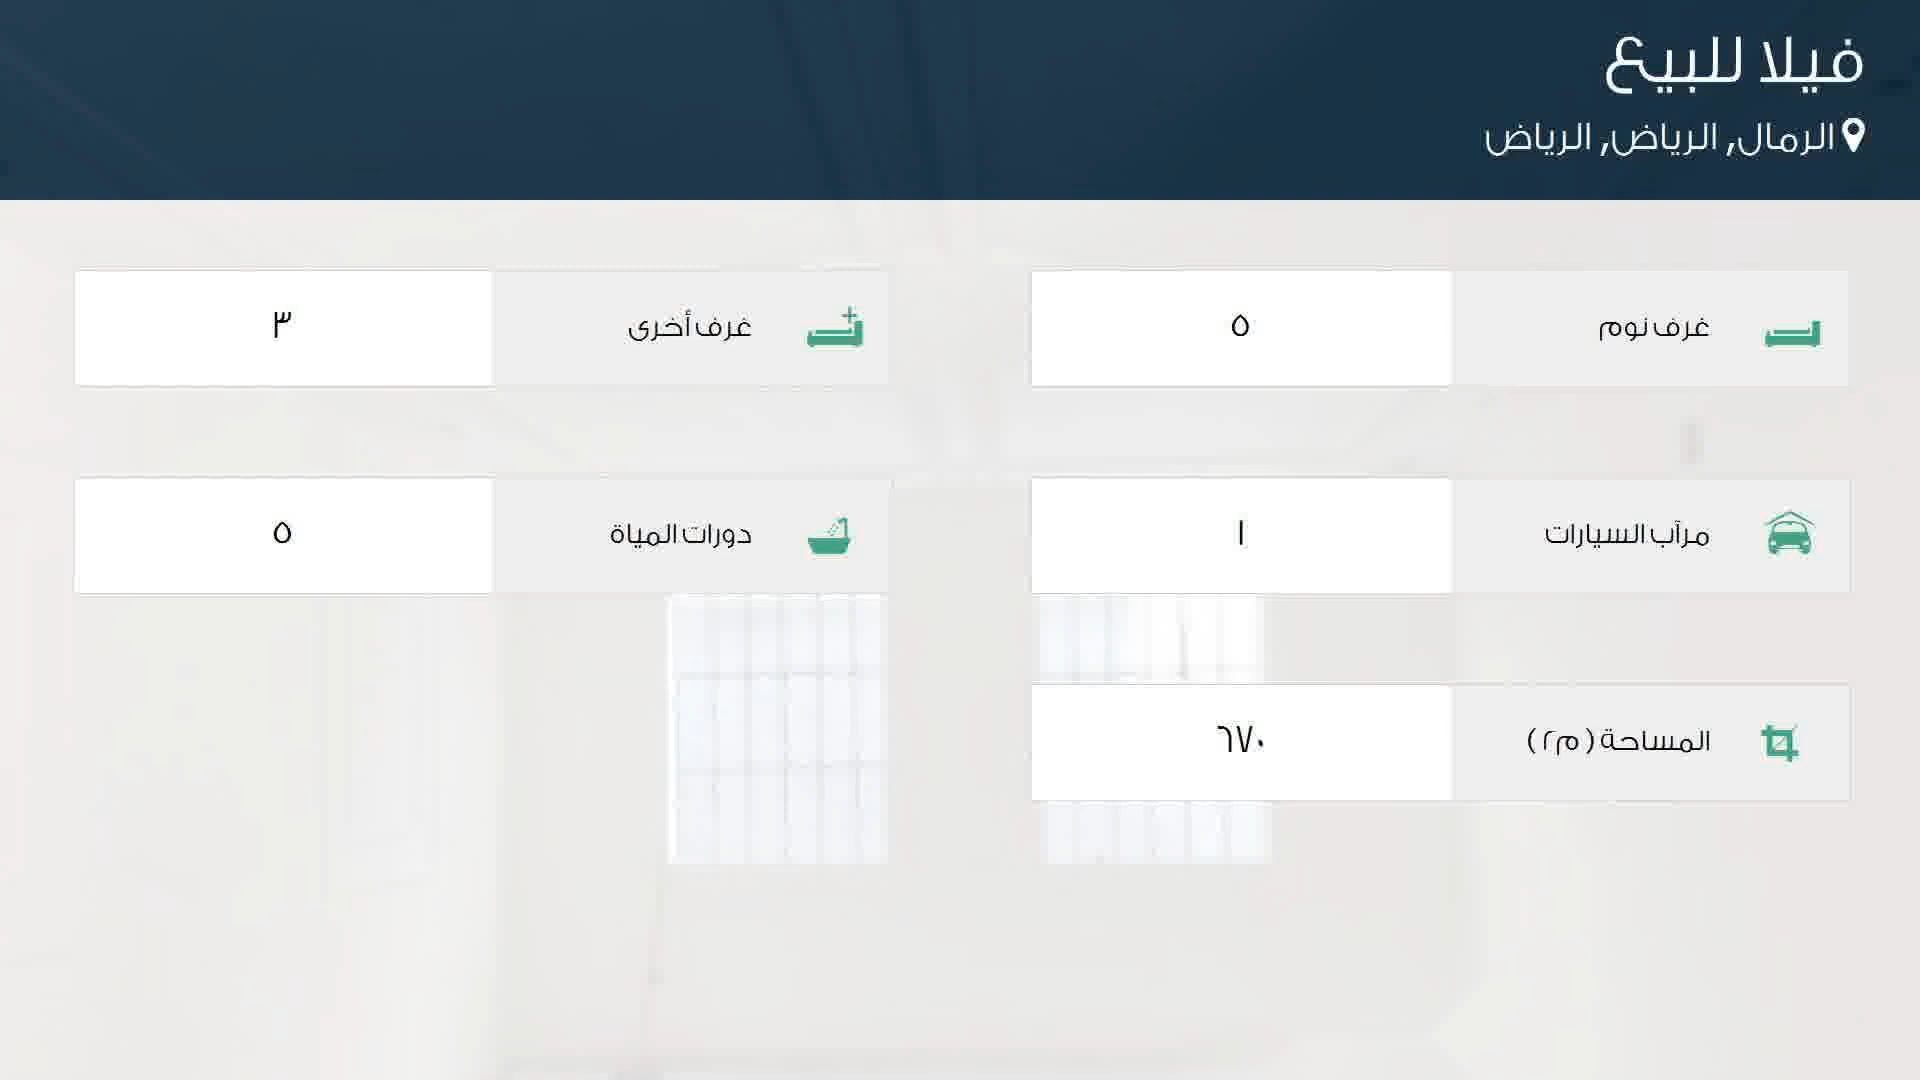 فيلا للبيع
الرمال, الرياض, الرياض
غرف نوم
٥
غرف أخرى
٣
مرآب السيارات
١
دورات المياة
٥
المساحة (م٢)
٦٧٠